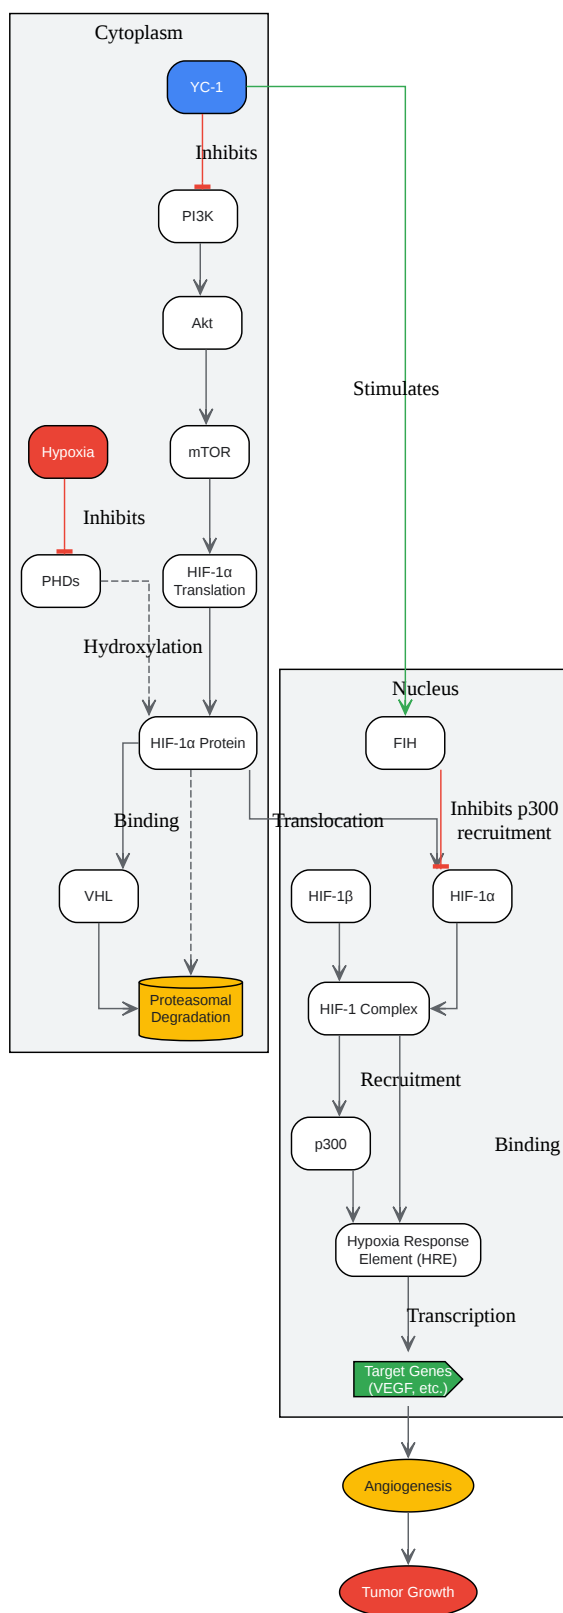 Cytoplasm
YC-1
Inhibits
PI3K
Akt
Stimulates
Hypoxia
mTOR
Inhibits
PHDs
HIF-1α
Translation
Hydroxylation
Nucleus
HIF-1α Protein
FIH
Binding
Translocation
Inhibits p300
recruitment
VHL
HIF-1β
HIF-1α
Proteasomal
Degradation
HIF-1 Complex
Recruitment
p300
Binding
Hypoxia Response
Element (HRE)
Transcription
Target Genes
(VEGF, etc.)
Angiogenesis
Tumor Growth